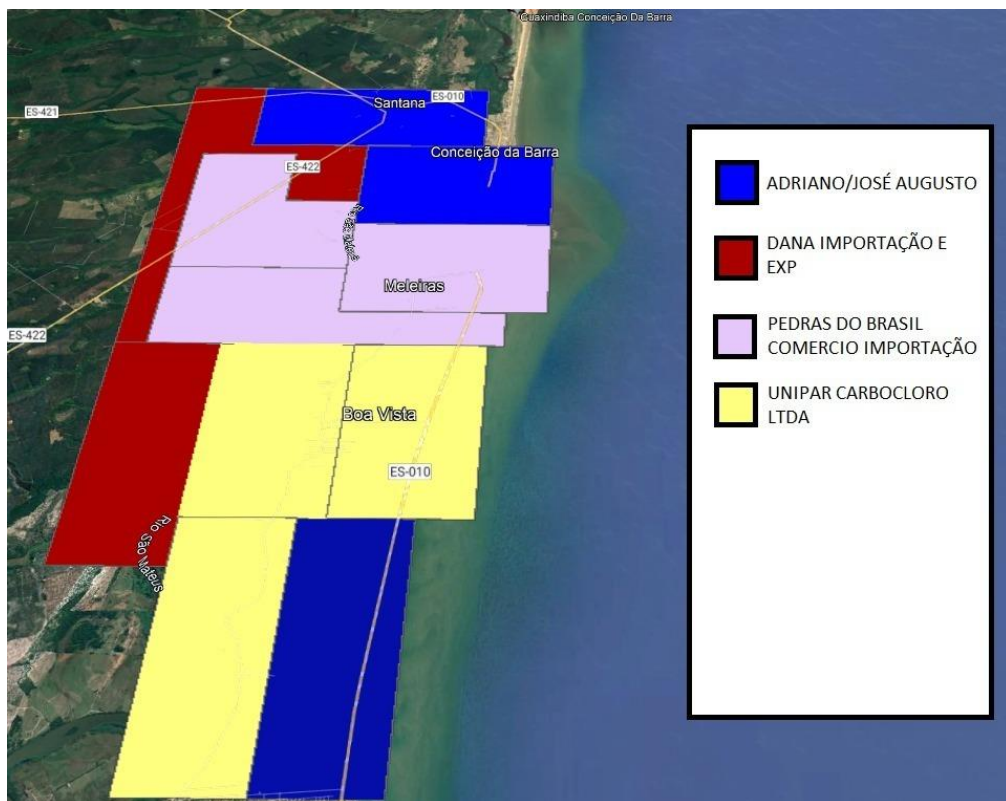 Guaxindiba Conceição Da Barra
ES-010
ES-421
Santana
Conceição da Barra
ES-422
Meleiras
ES-422
Boa Vista
ES-010
Rio São Mateus
ADRIANO/JOSÉ AUGUSTO
DANA IMPORTAÇÃO E
EXP
PEDRAS DO BRASIL
COMERCIO IMPORTAÇÃO
UNIPAR CARBOCLORO
LTDA